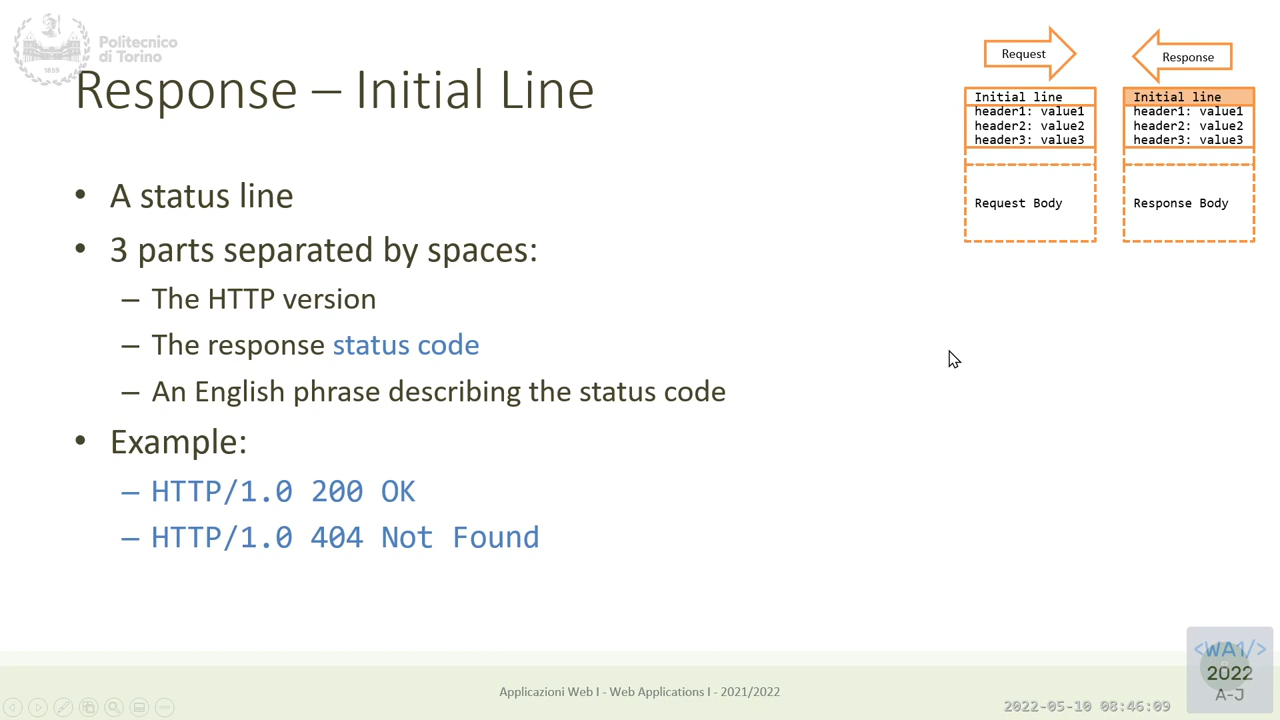 Politecnico
di Torino
1859
Response – Initial Line
• A status line
• 3 parts separated by spaces:
– The HTTP version
– The response status code
– An English phrase describing the status code
• Example:
– HTTP/1.0 200 OK
– HTTP/1.0 404 Not Found
Request
Initial line
header1: value1
header2: value2
header3: value3
Request Body
Response
Initial line
header1: value1
header2: value2
header3: value3
Response Body
Applicazioni Web I - Web Applications I - 2021/2022
2022-05-10 08:46:09
<WA1/>
2022
A-J